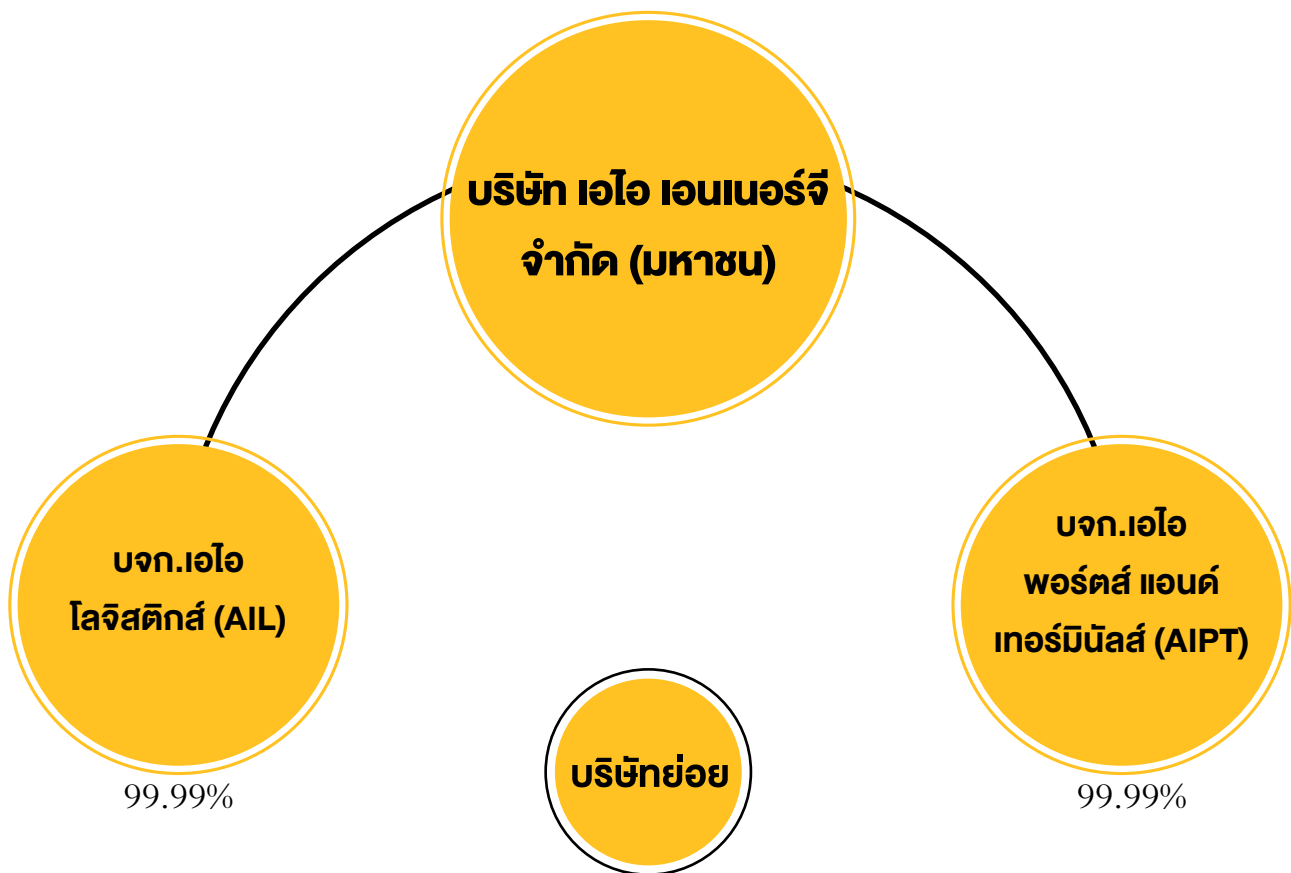 บริษัท เอไอ เอนเนอร์จี
จำกัด (มหาชน)
บจก.เอไอ
โลจิสติกส์ (AIL)
99.99%
บจก.เอไอ
พอร์ตส์ แอนด์
เทอร์มินัลส์ (AIPT)
99.99%
บริษัทย่อย